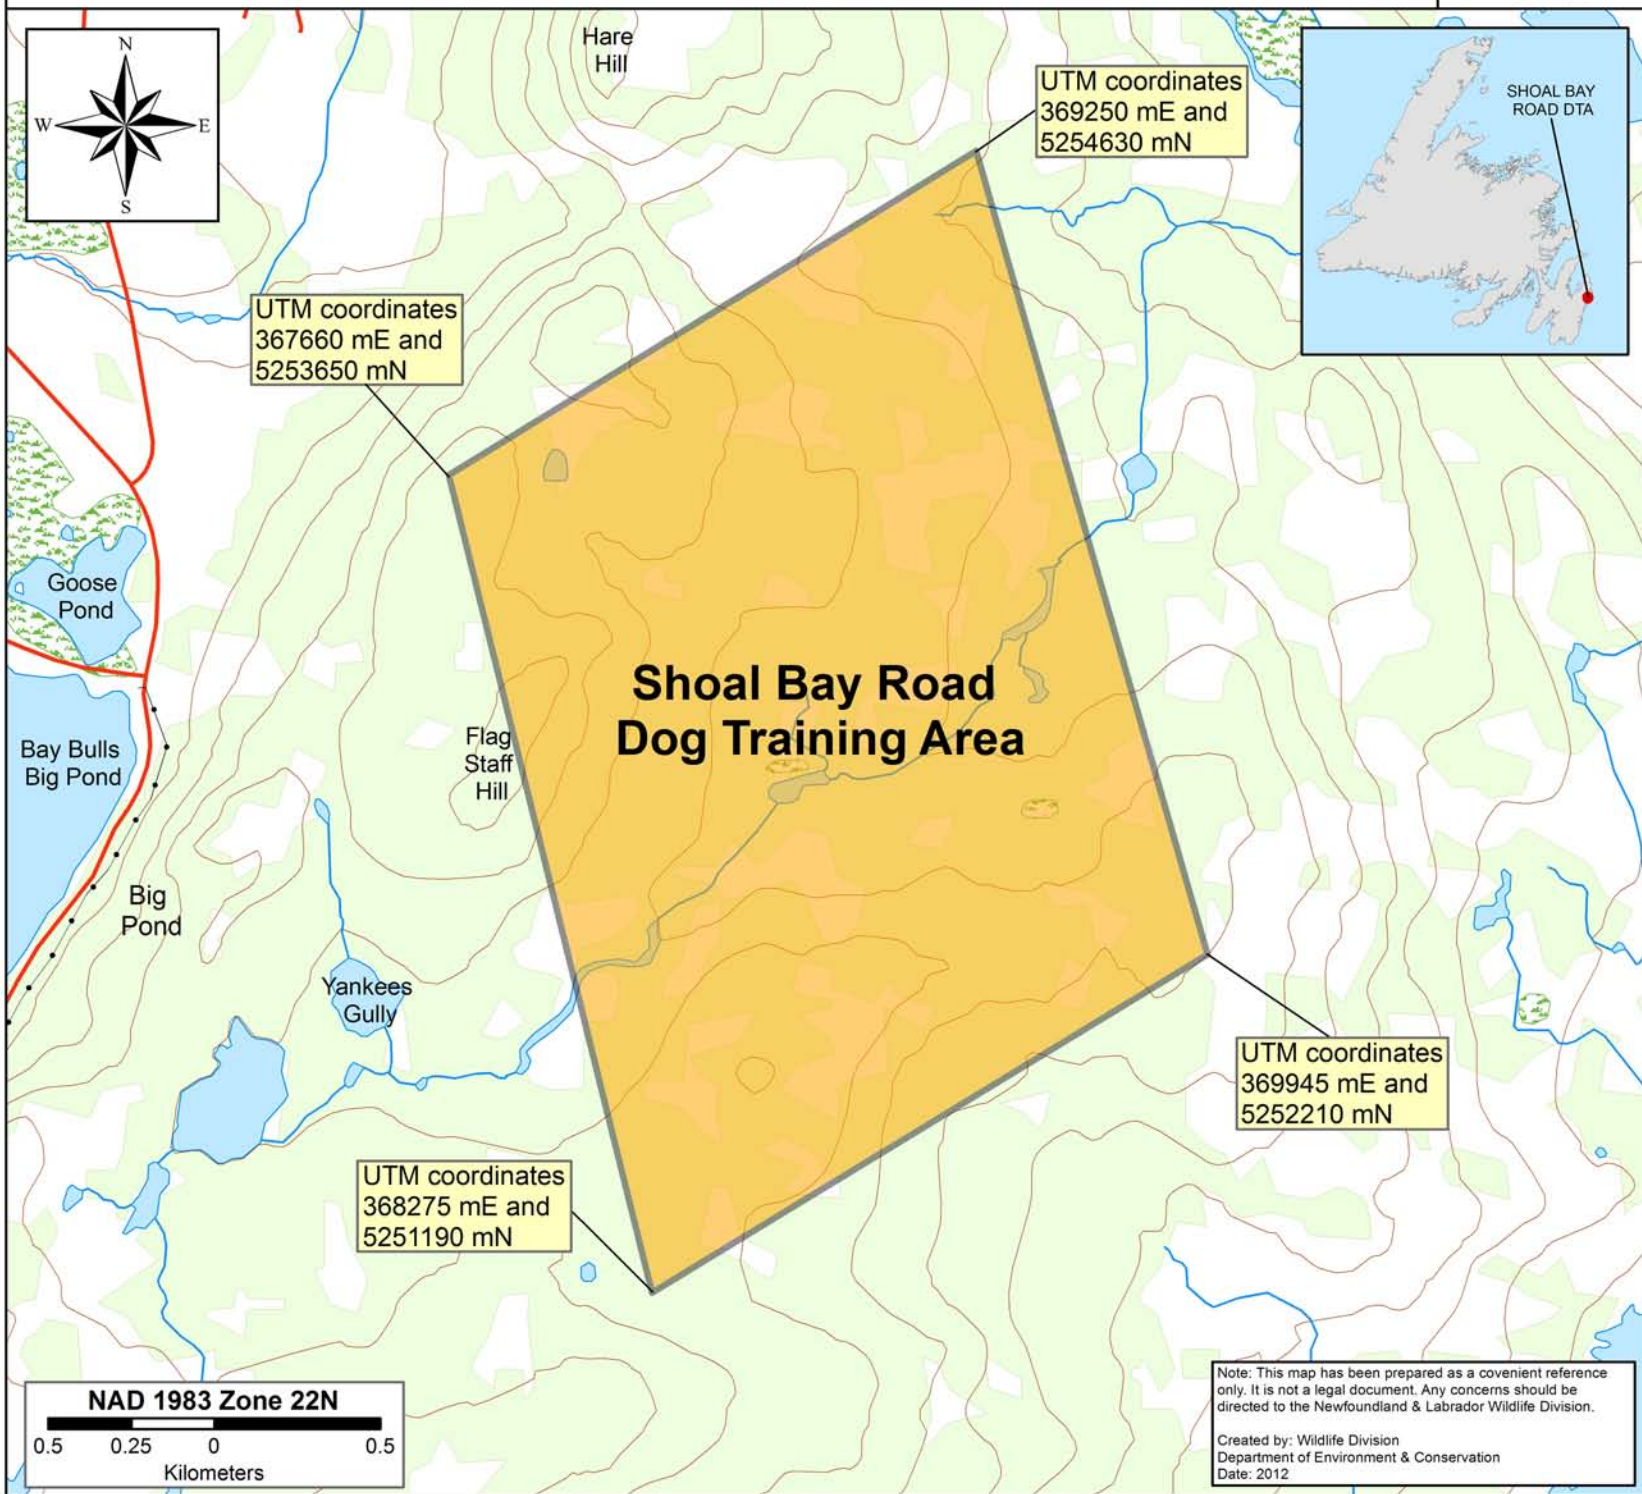 Hare
Hill
N
W
E
S
UTM coordinates
369250 mE and
5254630 mN
SHOAL BAY
ROAD DTA
UTM coordinates
367660 mE and
5253650 mN
Goose
Pond
Shoal Bay Road
Dog Training Area
Flag
Staff
Hill
Bay Bulls
Big Pond
Big
Pond
Yankees
Gully
UTM coordinates
369945 mE and
5252210 mN
UTM coordinates
368275 mE and
5251190 mN
NAD 1983 Zone 22N
0.5 0.25 0 0.5
Kilometers
Note: This map has been prepared as a covenient reference
only. It is not a legal document. Any concerns should be
directed to the Newfoundland & Labrador Wildlife Division.
Created by: Wildlife Division
Department of Environment & Conservation
Date: 2012